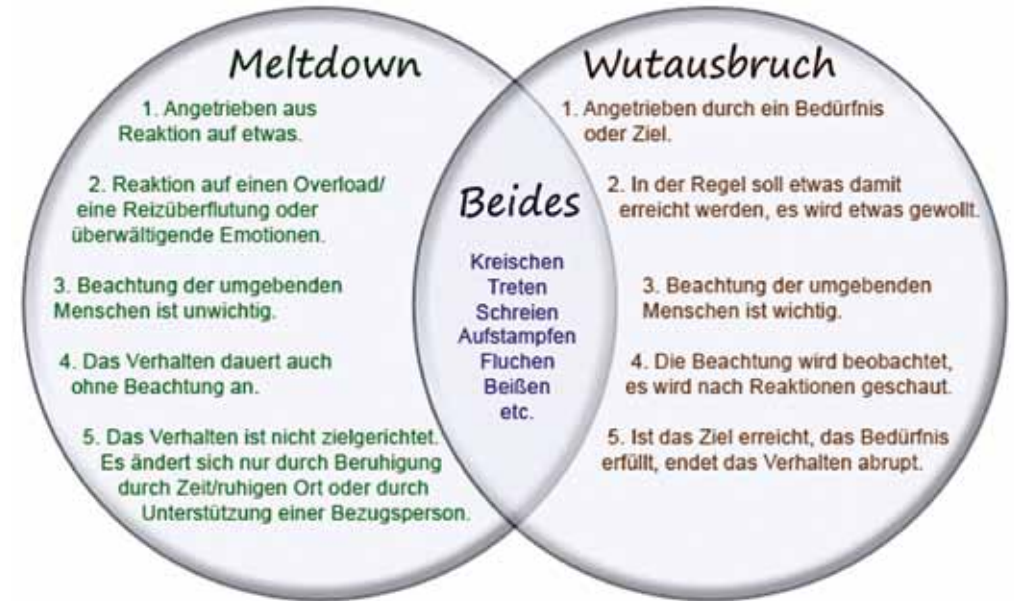 Meltdown
1. Angetrieben aus
Reaktion auf etwas.
2. Reaktion auf einen Overload/
eine Reizüberflutung oder
überwältigende Emotionen.
3. Beachtung der umgebenden
Menschen ist unwichtig.
4. Das Verhalten dauert auch
ohne Beachtung an.
5. Das Verhalten ist nicht zielgerichtet.
Es ändert sich nur durch Beruhigung
durch Zeit/ruhigen Ort oder durch
Unterstützung einer Bezugsperson.
Beides
Kreischen
Treten
Schreien
Aufstampfen
Fluchen
Beißen
etc.
Wutausbruch
1. Angetrieben durch ein Bedürfnis
oder Ziel.
2. In der Regel soll etwas damit
erreicht werden, es wird etwas gewollt.
3. Beachtung der umgebenden
Menschen ist wichtig.
4. Die Beachtung wird beobachtet,
es wird nach Reaktionen geschaut.
5. Ist das Ziel erreicht, das Bedürfnis
erfüllt, endet das Verhalten abrupt.